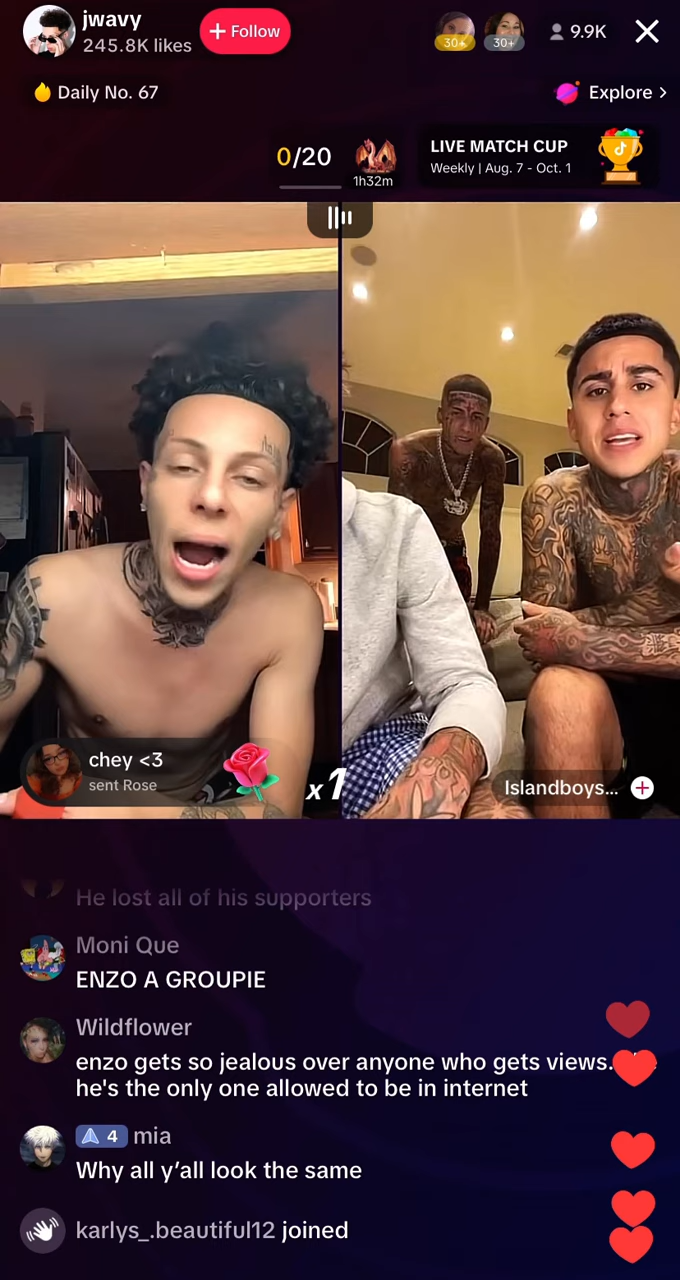 jwavy
245.8K likes
+ Follow
30+
30+
9.9K
Daily No. 67
Explore >
0/20
1h32m
LIVE MATCH CUP
Weekly | Aug. 7 - Oct. 1
chey <3
sent Rose
x1
Islandboys...
He lost all of his supporters
Moni Que
ENZO A GROUPIE
Wildflower
enzo gets so jealous over anyone who gets views.
he's the only one allowed to be in internet
4 mia
Why all y’all look the same
karlys_.beautiful12 joined